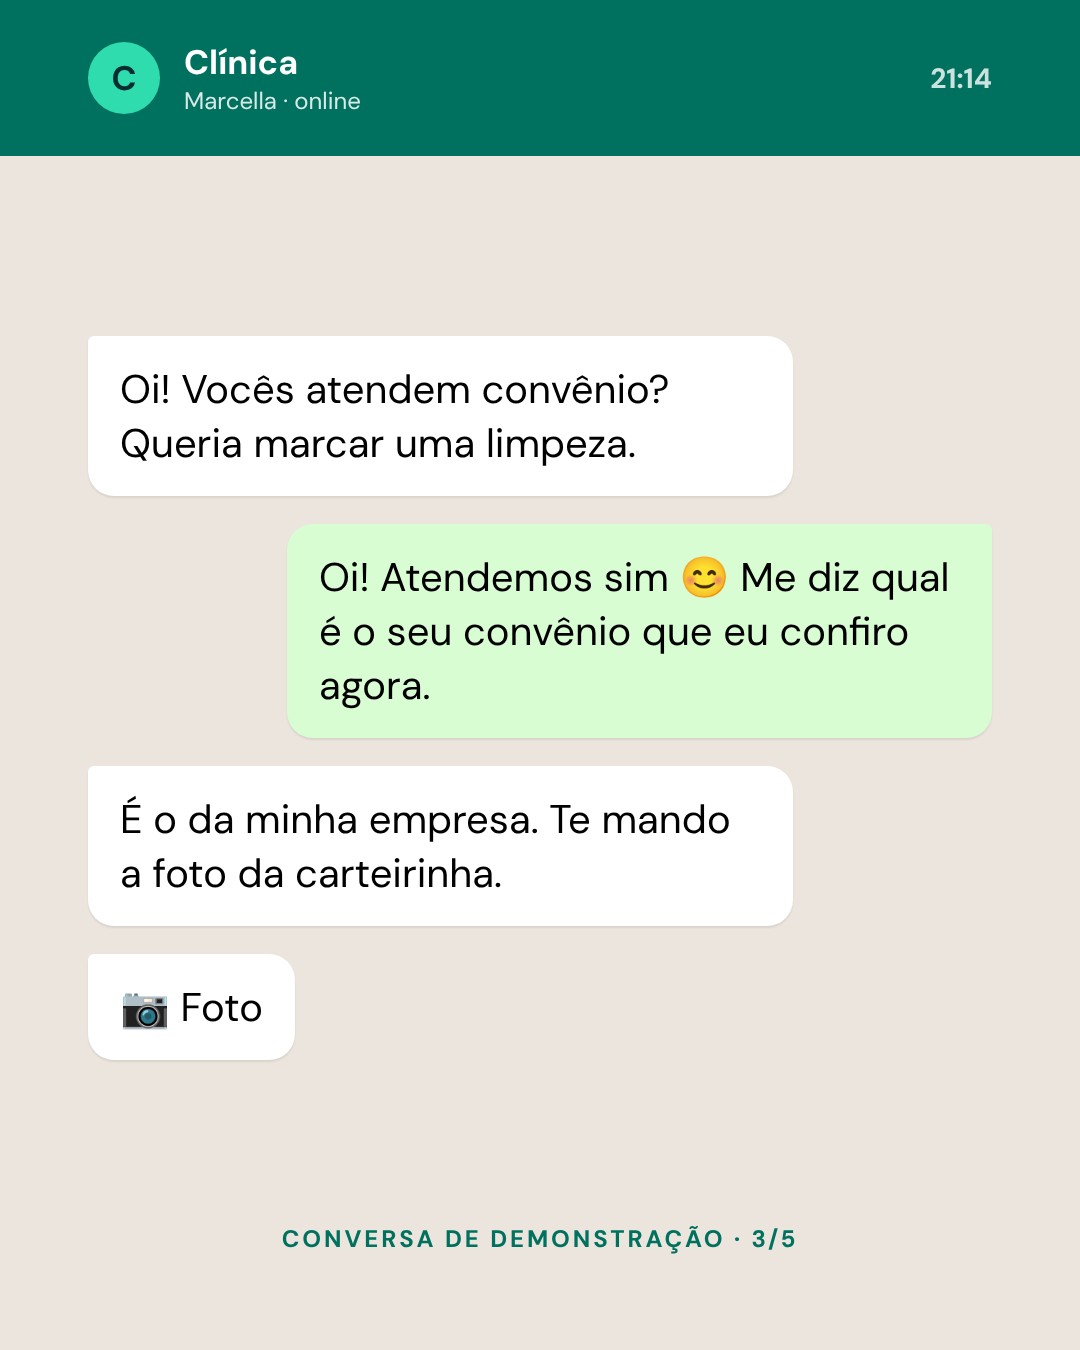 C
Clínica
Marcella · online
21:14
Oi! Vocês atendem convênio?
Queria marcar uma limpeza.
Oi! Atendemos sim 😊 Me diz qual
é o seu convênio que eu confiro
agora.
É o da minha empresa. Te mando
a foto da carteirinha.
📷 Foto
CONVERSA DE DEMONSTRAÇÃO · 3/5